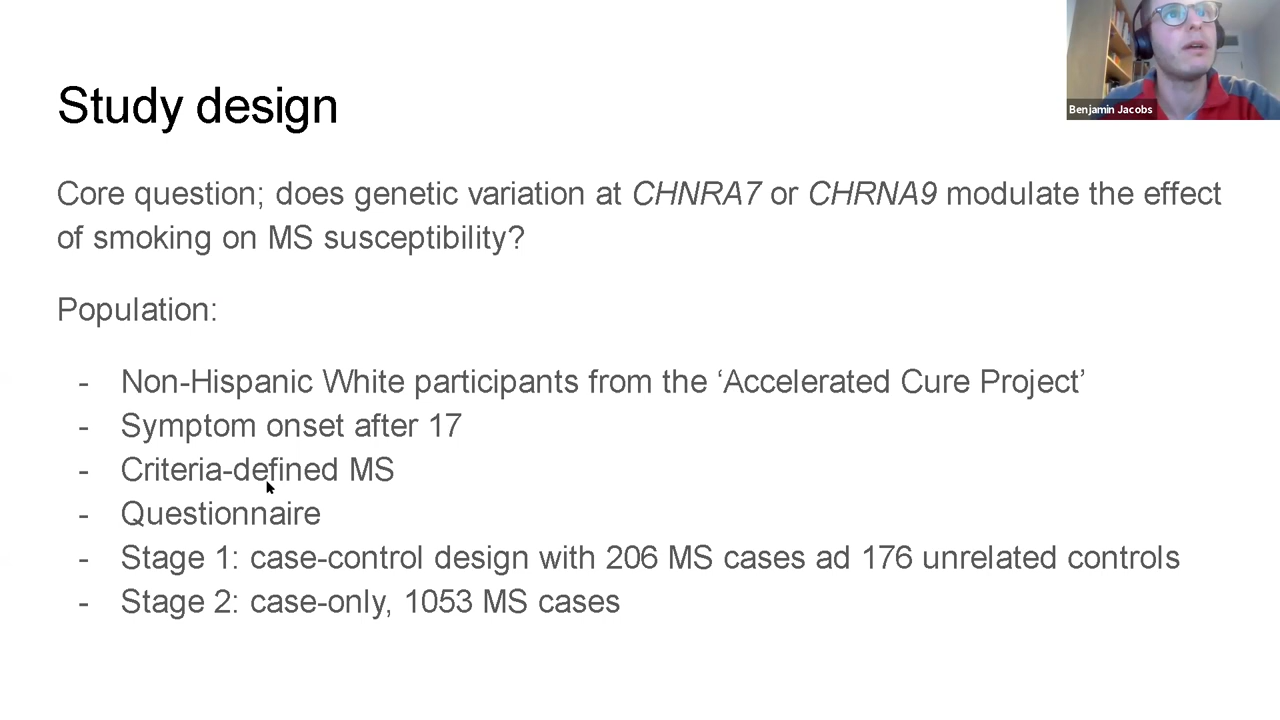 Benjamin Jacobs
Study design
Core question; does genetic variation at CHNRA7 or CHRNA9 modulate the effect
of smoking on MS susceptibility?
Population:
- Non-Hispanic White participants from the ‘Accelerated Cure Project’
- Symptom onset after 17
- Criteria-defined MS
- Questionnaire
- Stage 1: case-control design with 206 MS cases ad 176 unrelated controls
- Stage 2: case-only, 1053 MS cases